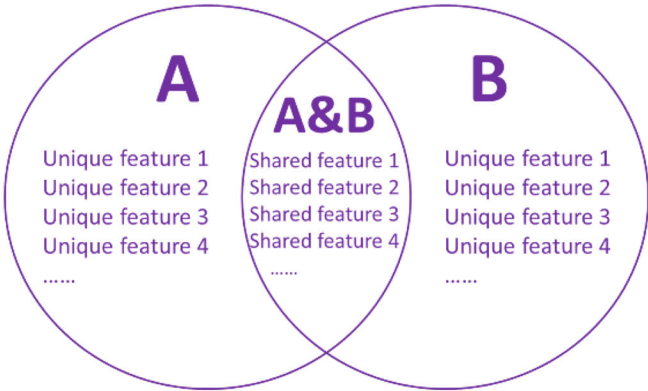 A
Unique feature 1
Unique feature 2
Unique feature 3
Unique feature 4
......
A&B
Shared feature 1
Shared feature 2
Shared feature 3
Shared feature 4
......
B
Unique feature 1
Unique feature 2
Unique feature 3
Unique feature 4
......